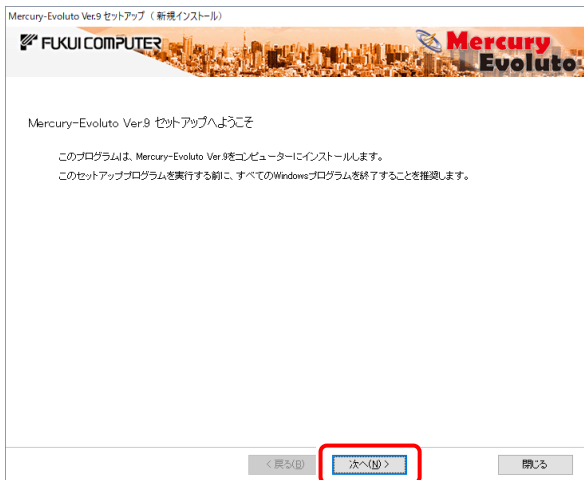 Mercury-Evoluto Ver.9 セットアップ（新規インストール）
FUKUI COMPUTER
Mercury
Evoluto
Mercury-Evoluto Ver.9 セットアップへようこそ
このプログラムは、Mercury-Evoluto Ver.9をコンピューターにインストールします。
このセットアッププログラムを実行する前に、すべてのWindowsプログラムを終了することを推奨します。
< 戻る(B)
次へ(N) >
閉じる